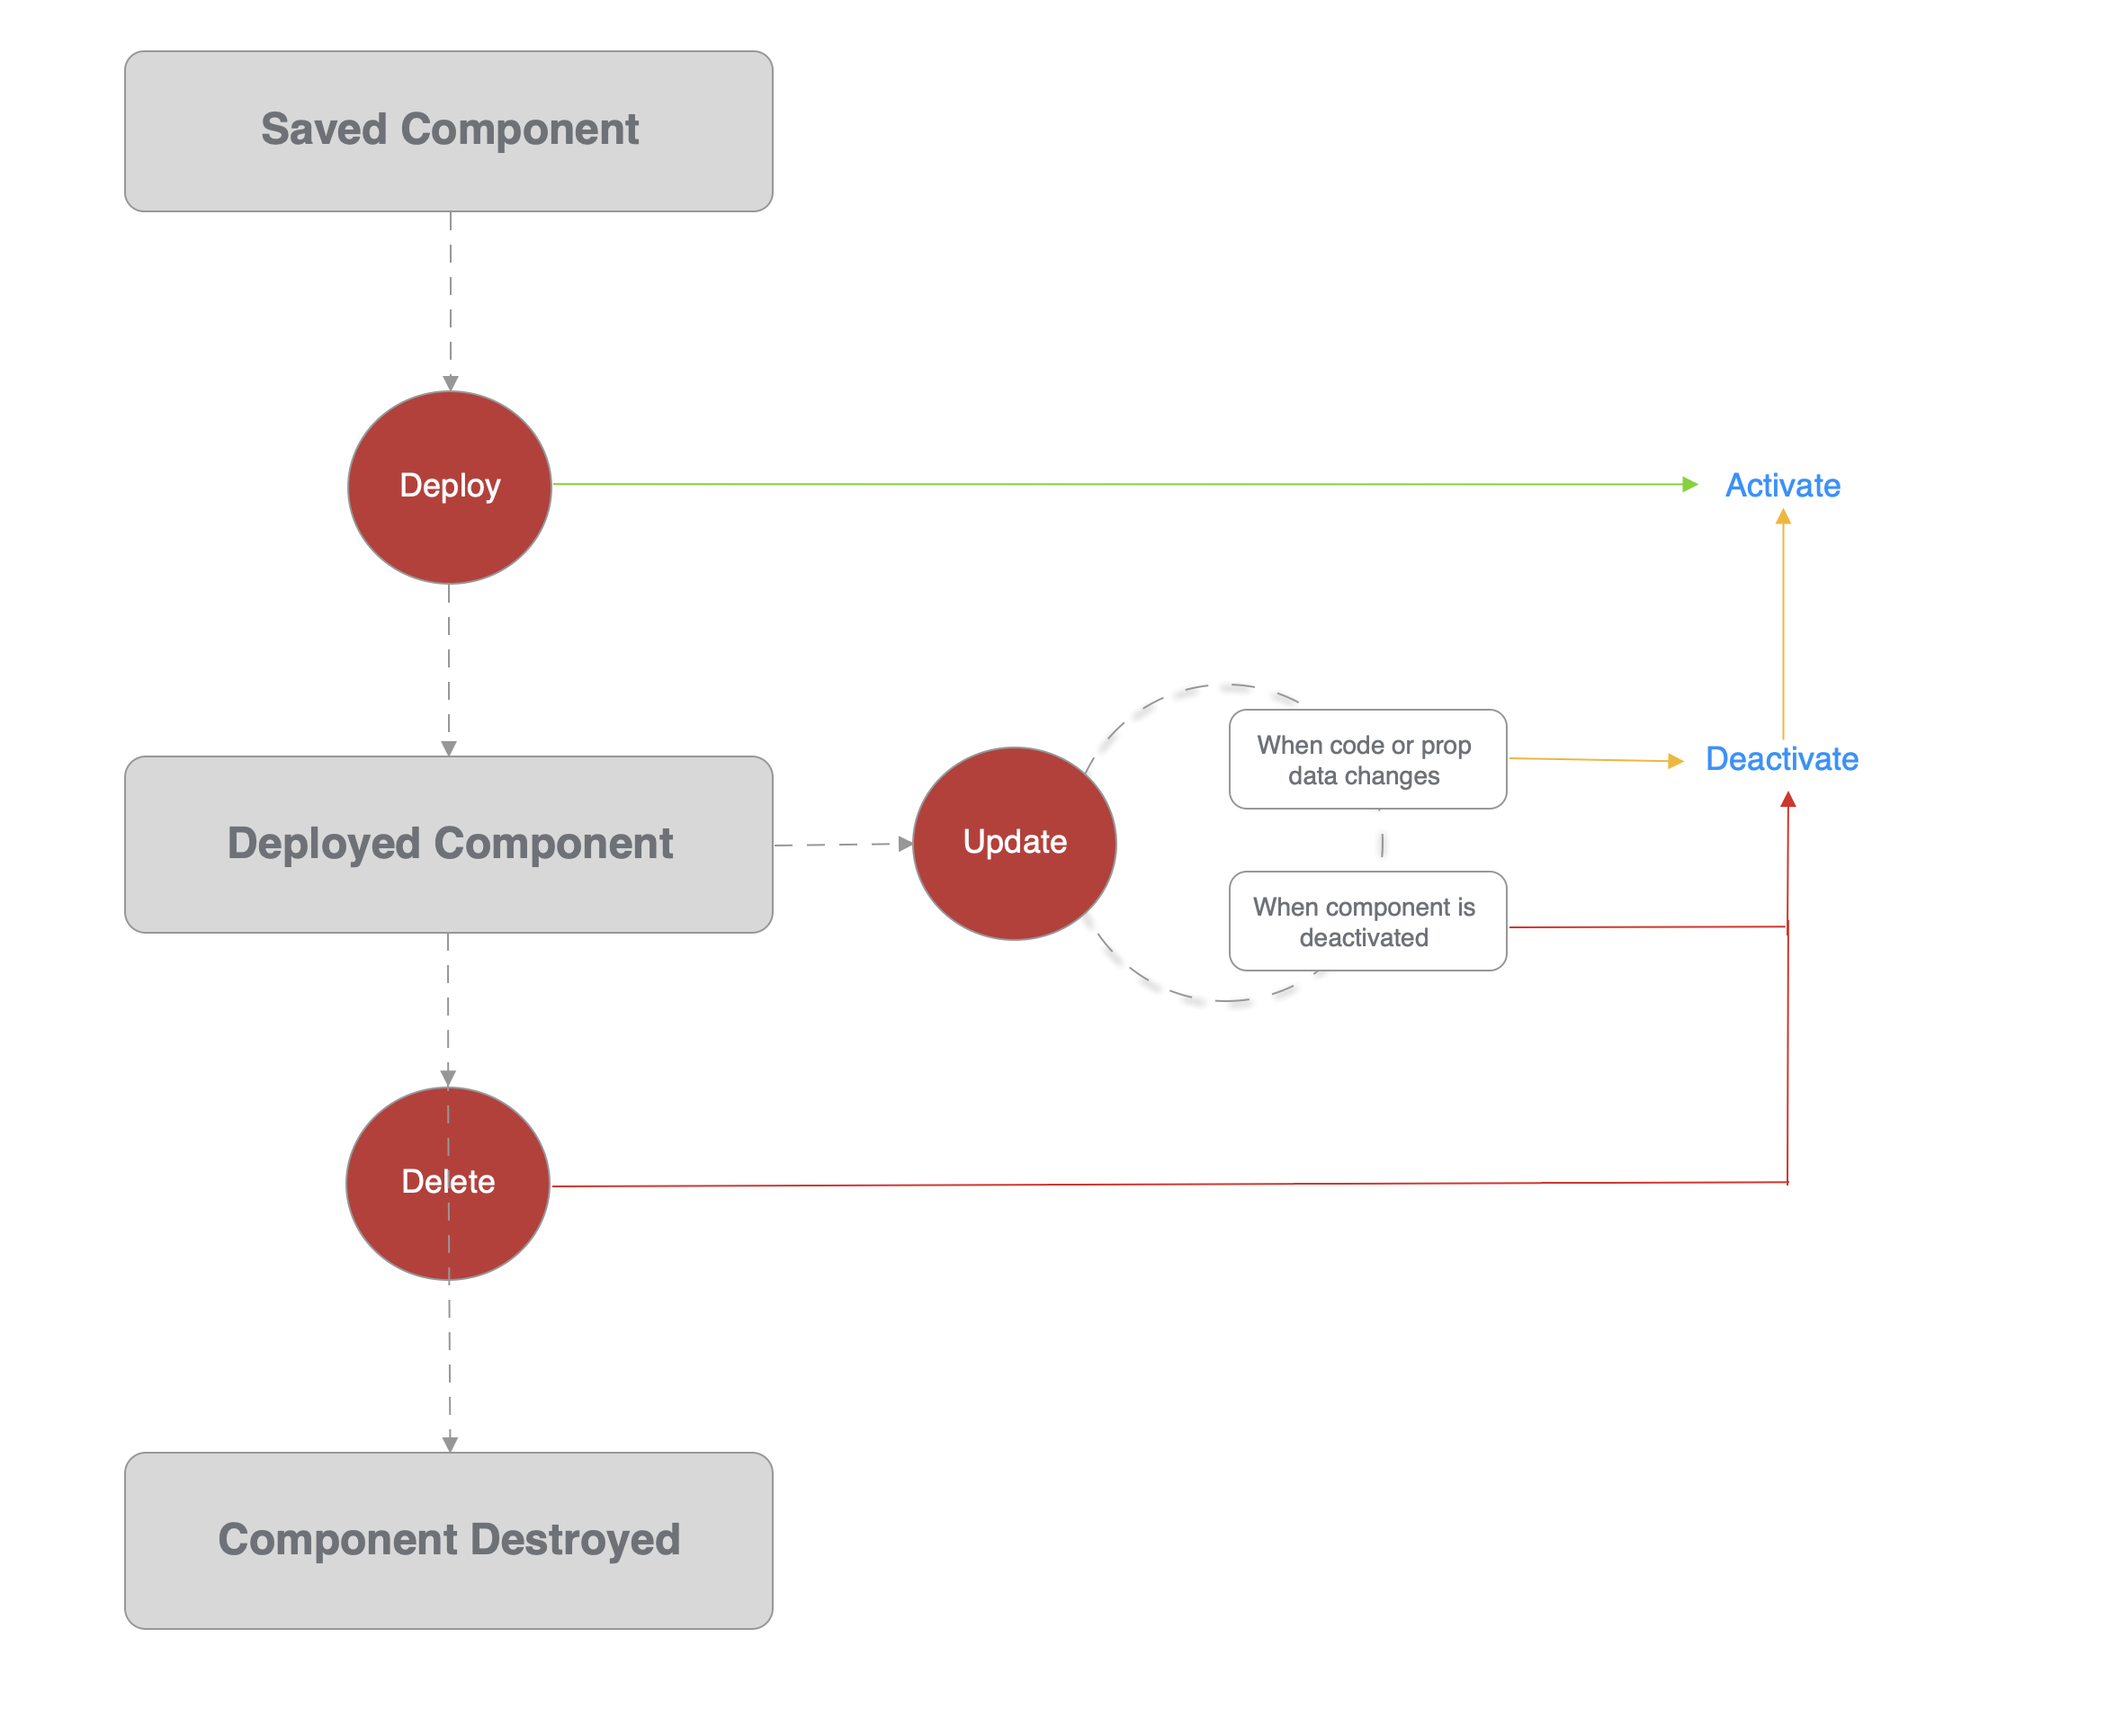 Saved Component
Deploy
Activate
When code or prop
data changes
Deactivate
Deployed Component
Update
When component is
deactivated
Delete
Component Destroyed